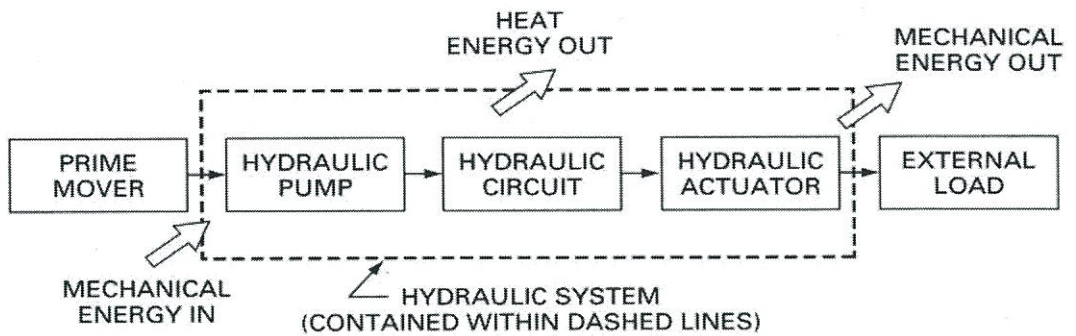 HEAT
ENERGY OUT
MECHANICAL
ENERGY OUT
PRIME
MOVER
HYDRAULIC
PUMP
HYDRAULIC
CIRCUIT
HYDRAULIC
ACTUATOR
EXTERNAL
LOAD
MECHANICAL
ENERGY IN
HYDRAULIC SYSTEM
(CONTAINED WITHIN DASHED LINES)